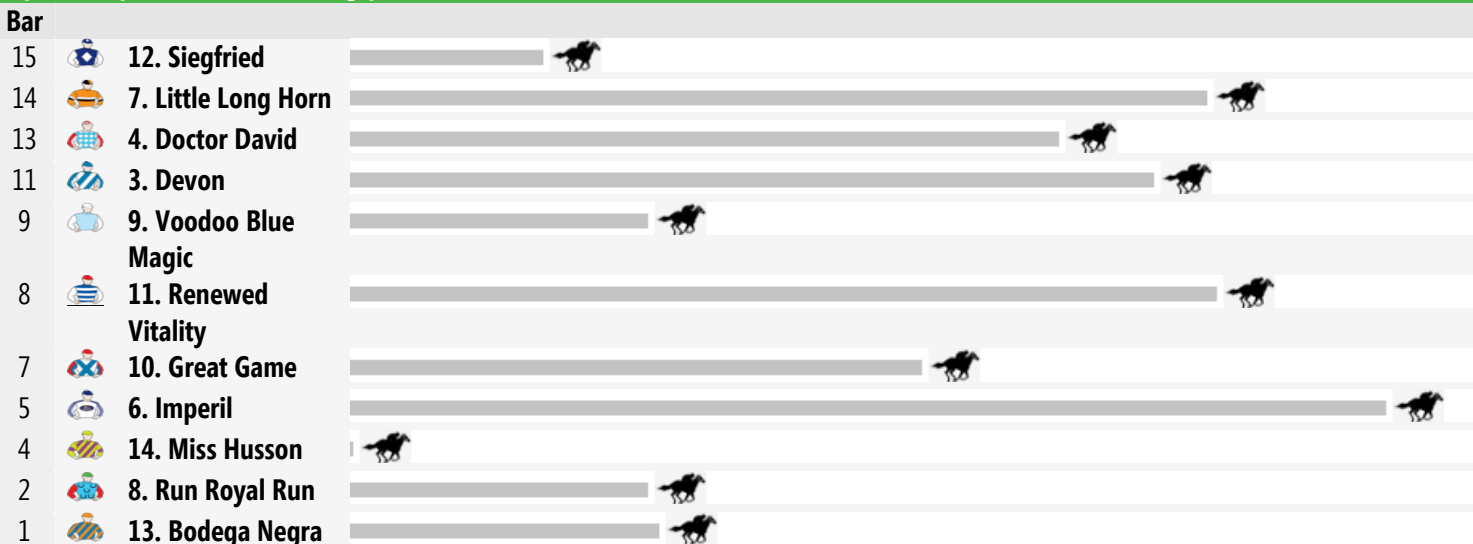 Bar
15 12. Siegfried
14 7. Little Long Horn
13 4. Doctor David
11 3. Devon
9 9. Voodoo Blue
Magic
8 11. Renewed
Vitality
7 10. Great Game
5 6. Imperil
4 14. Miss Husson
2 8. Run Royal Run
1 13. Bodega Negra